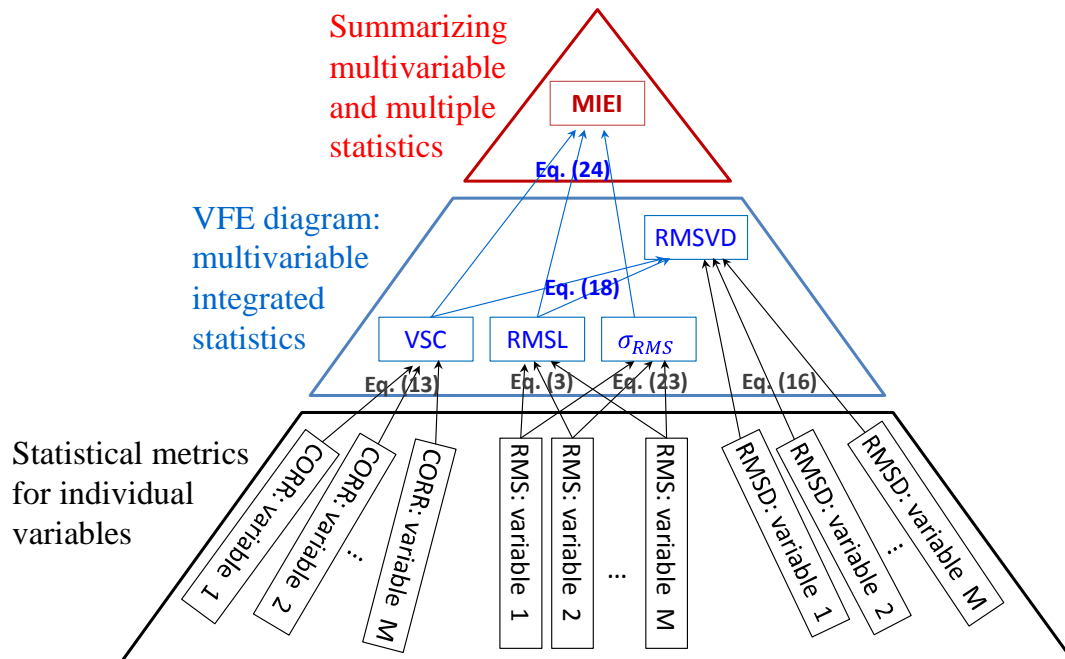 Summarizing
multivariable
and multiple
statistics
MIEI
Eq. (24)
VFE diagram:
multivariable
integrated
statistics
RMSVD
Eq. (18)
VSC
RMSL
σRMS
Eq. (13)
Eq. (3)
Eq. (23)
Eq. (16)
Statistical metrics
for individual
variables
CORR: variable 1
CORR: variable 2
...
CORR: variable M
RMS: variable 1
RMS: variable 2
...
RMS: variable M
RMSD: variable 1
RMSD: variable 2
...
RMSD: variable M